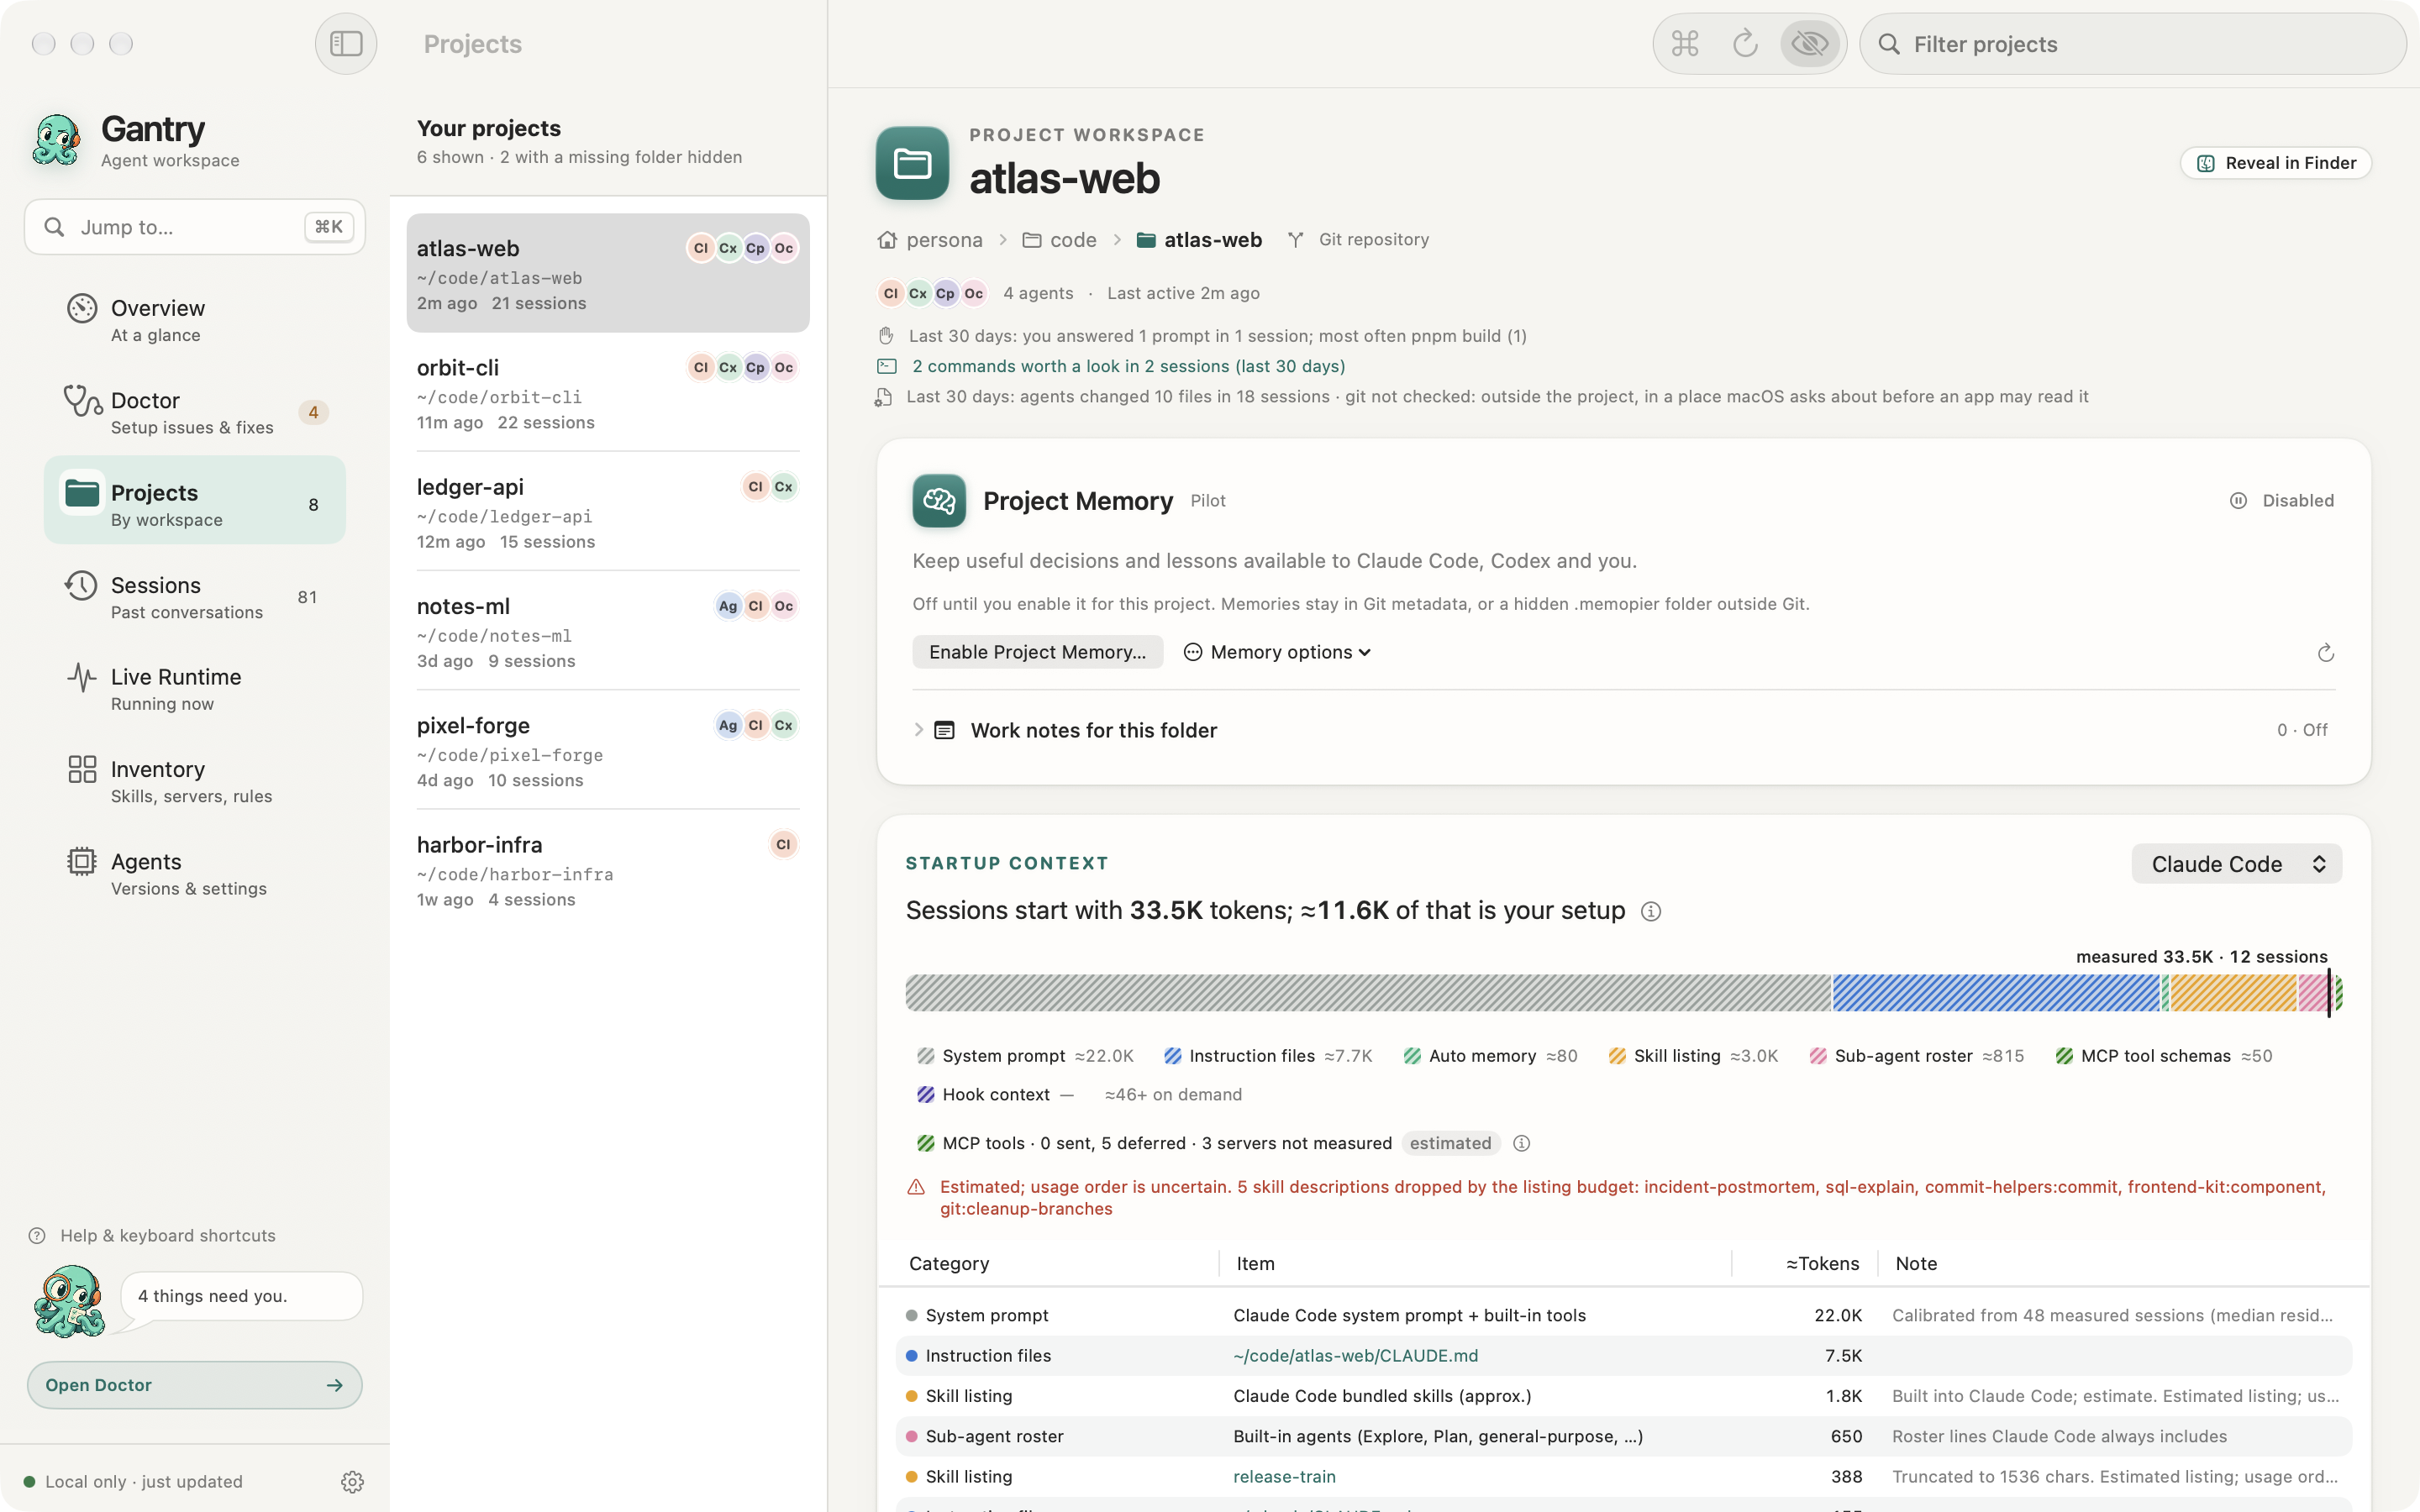 Projects
Filter projects
Gantry
Agent workspace
Jump to...
⌘K
Overview
At a glance
Doctor
Setup issues & fixes
4
Projects
By workspace
8
Sessions
Past conversations
81
Live Runtime
Running now
Inventory
Skills, servers, rules
Agents
Versions & settings
Help & keyboard shortcuts
4 things need you.
Open Doctor
Local only · just updated
Your projects
6 shown · 2 with a missing folder hidden
atlas-web
Cl Cx Cp Oc
~/code/atlas-web
2m ago 21 sessions
orbit-cli
Cl Cx Cp Oc
~/code/orbit-cli
11m ago 22 sessions
ledger-api
Cl Cx
~/code/ledger-api
12m ago 15 sessions
notes-ml
Ag Cl Oc
~/code/notes-ml
3d ago 9 sessions
pixel-forge
Ag Cl Cx
~/code/pixel-forge
4d ago 10 sessions
harbor-infra
Cl
~/code/harbor-infra
1w ago 4 sessions
PROJECT WORKSPACE
atlas-web
Reveal in Finder
persona code atlas-web Git repository
Cl Cx Cp Oc 4 agents · Last active 2m ago
Last 30 days: you answered 1 prompt in 1 session; most often pnpm build (1)
2 commands worth a look in 2 sessions (last 30 days)
Last 30 days: agents changed 10 files in 18 sessions · git not checked: outside the project, in a place macOS asks about before an app may read it
Project Memory Pilot
Disabled
Keep useful decisions and lessons available to Claude Code, Codex and you.
Off until you enable it for this project. Memories stay in Git metadata, or a hidden .memopier folder outside Git.
Enable Project Memory... Memory options
Work notes for this folder
0 · Off
STARTUP CONTEXT
Claude Code
Sessions start with 33.5K tokens; ≈11.6K of that is your setup
measured 33.5K · 12 sessions
System prompt ≈22.0K Instruction files ≈7.7K Auto memory ≈80 Skill listing ≈3.0K Sub-agent roster ≈815 MCP tool schemas ≈50
Hook context — ≈46+ on demand
MCP tools · 0 sent, 5 deferred · 3 servers not measured estimated
Estimated; usage order is uncertain. 5 skill descriptions dropped by the listing budget: incident-postmortem, sql-explain, commit-helpers:commit, frontend-kit:component,
git:cleanup-branches
Category Item ≈Tokens Note
System prompt Claude Code system prompt + built-in tools 22.0K Calibrated from 48 measured sessions (median resid...
Instruction files ~/code/atlas-web/CLAUDE.md 7.5K
Skill listing Claude Code bundled skills (approx.) 1.8K Built into Claude Code; estimate. Estimated listing; us...
Sub-agent roster Built-in agents (Explore, Plan, general-purpose, ...) 650 Roster lines Claude Code always includes
Skill listing release-train 388 Truncated to 1536 chars. Estimated listing; usage ord...